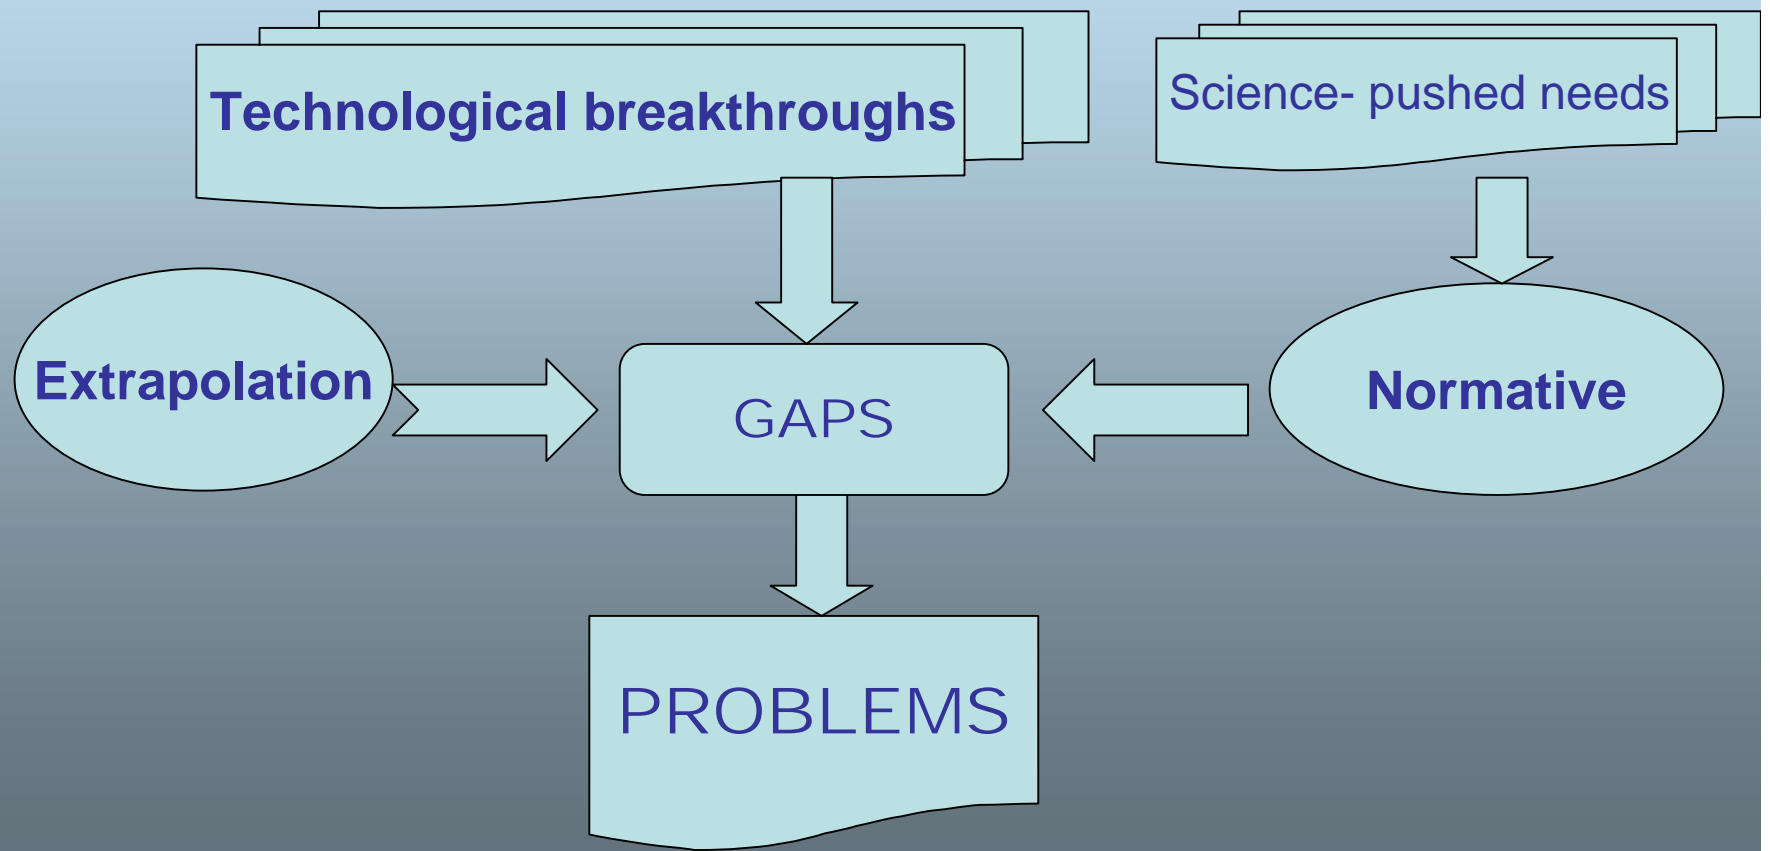 Technological breakthroughs
Science- pushed needs
Extrapolation
GAPS
Normative
PROBLEMS